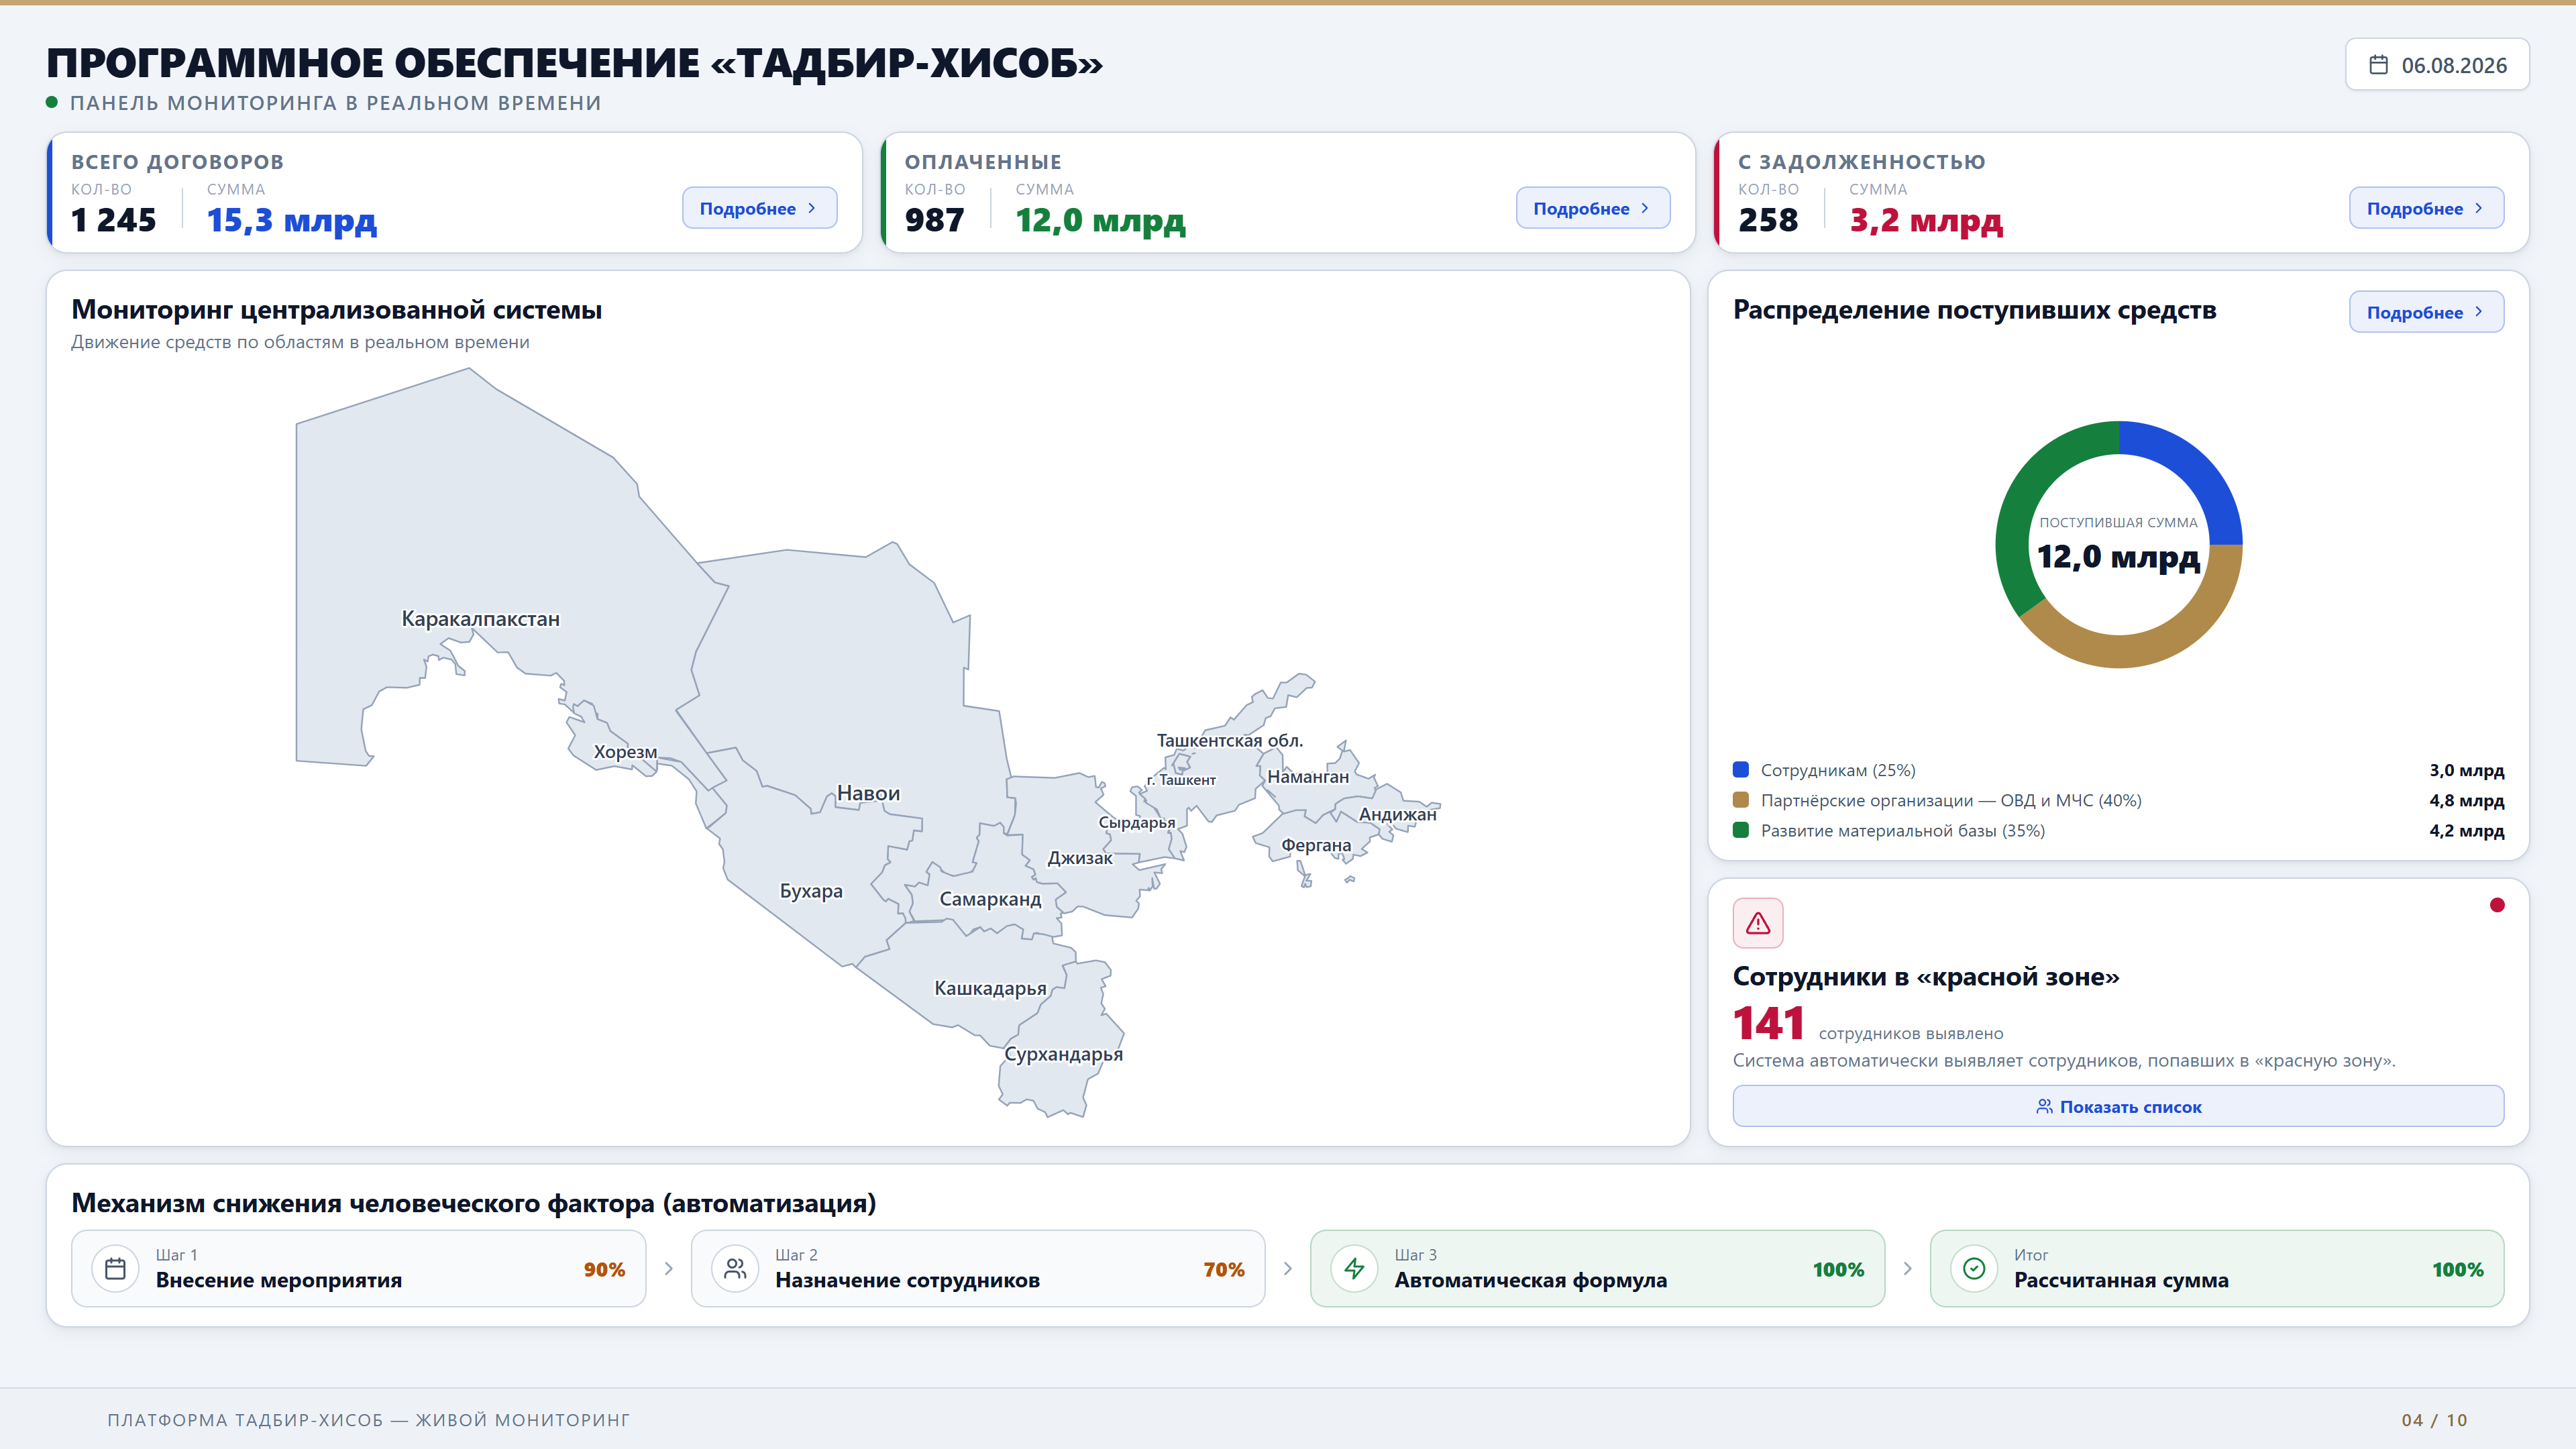 ПРОГРАММНОЕ ОБЕСПЕЧЕНИЕ «ТАДБИР-ХИСОБ»
06.08.2026
ПАНЕЛЬ МОНИТОРИНГА В РЕАЛЬНОМ ВРЕМЕНИ
ВСЕГО ДОГОВОРОВ
КОЛ-ВО СУММА
1 245 15,3 млрд
Подробнее
ОПЛАЧЕННЫЕ
КОЛ-ВО СУММА
987 12,0 млрд
Подробнее
С ЗАДОЛЖЕННОСТЬЮ
КОЛ-ВО СУММА
258 3,2 млрд
Подробнее
Мониторинг централизованной системы
Движение средств по областям в реальном времени
Каракалпакстан
Хорезм
Навои
Бухара
Самарканд
Кашкадарья
Сурхандарья
Джизак
Сырдарья
Ташкентская обл.
г. Ташкент
Наманган
Андижан
Фергана
Распределение поступивших средств
Подробнее
ПОСТУПИВШАЯ СУММА
12,0 млрд
Сотрудникам (25%) 3,0 млрд
Партнёрские организации — ОВД и МЧС (40%) 4,8 млрд
Развитие материальной базы (35%) 4,2 млрд
Сотрудники в «красной зоне»
141 сотрудников выявлено
Система автоматически выявляет сотрудников, попавших в «красную зону».
Показать список
Механизм снижения человеческого фактора (автоматизация)
Шаг 1
Внесение мероприятия
90%
Шаг 2
Назначение сотрудников
70%
Шаг 3
Автоматическая формула
100%
Итог
Рассчитанная сумма
100%
ПЛАТФОРМА ТАДБИР-ХИСОБ — ЖИВОЙ МОНИТОРИНГ
04 / 10